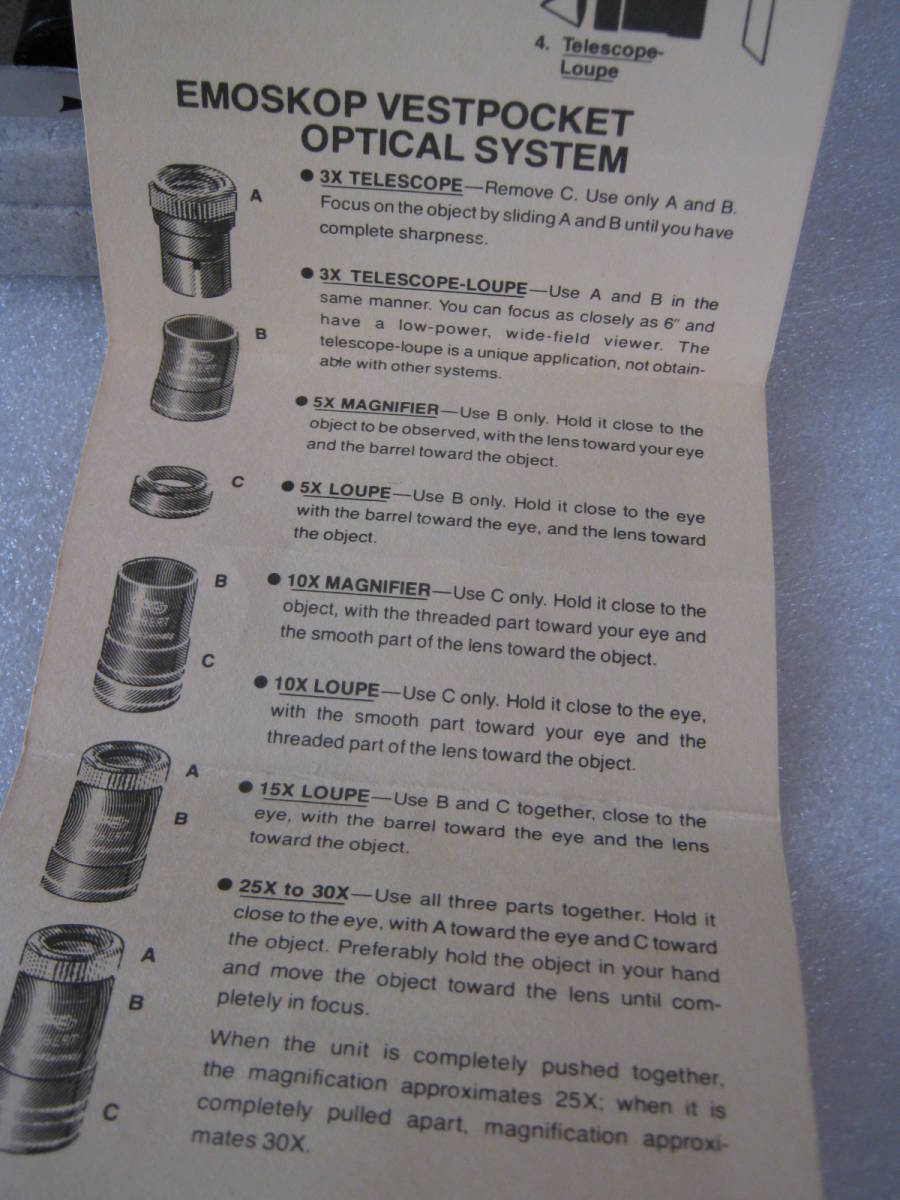 4. Telescope-
Loupe
EMOSKOP VESTPOCKET
OPTICAL SYSTEM
A
● 3X TELESCOPE—Remove C. Use only A and B.
Focus on the object by sliding A and B until you have
complete sharpness.
B
● 3X TELESCOPE-LOUPE—Use A and B in the
same manner. You can focus as closely as 6" and
have a low-power, wide-field viewer. The
telescope-loupe is a unique application, not obtain-
able with other systems.
● 5X MAGNIFIER—Use B only. Hold it close to the
object to be observed, with the lens toward your eye
and the barrel toward the object.
C
● 5X LOUPE—Use B only. Hold it close to the eye
with the barrel toward the eye, and the lens toward
the object.
B
● 10X MAGNIFIER—Use C only. Hold it close to the
object, with the threaded part toward your eye and
the smooth part of the lens toward the object.
C
● 10X LOUPE—Use C only. Hold it close to the eye,
with the smooth part toward your eye and the
threaded part of the lens toward the object.
A
● 15X LOUPE—Use B and C together, close to the
eye, with the barrel toward the eye and the lens
toward the object.
B
● 25X to 30X—Use all three parts together. Hold it
close to the eye, with A toward the eye and C toward
the object. Preferably hold the object in your hand
and move the object toward the lens until com-
pletely in focus.
A
B
When the unit is completely pushed together,
the magnification approximates 25X; when it is
completely pulled apart, magnification approxi-
mates 30X.
C